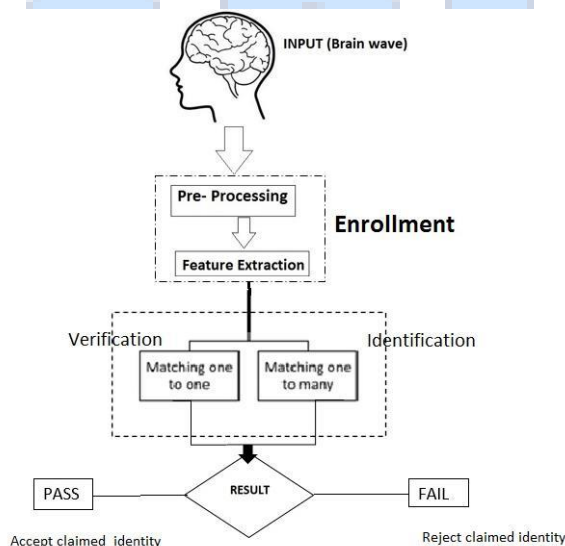 INPUT (Brain wave)
Pre- Processing
Enrollment
Feature Extraction
Verification
Identification
Matching one
to one
Matching one
to many
PASS
RESULT
FAIL
Accept claimed identity
Reject claimed identity